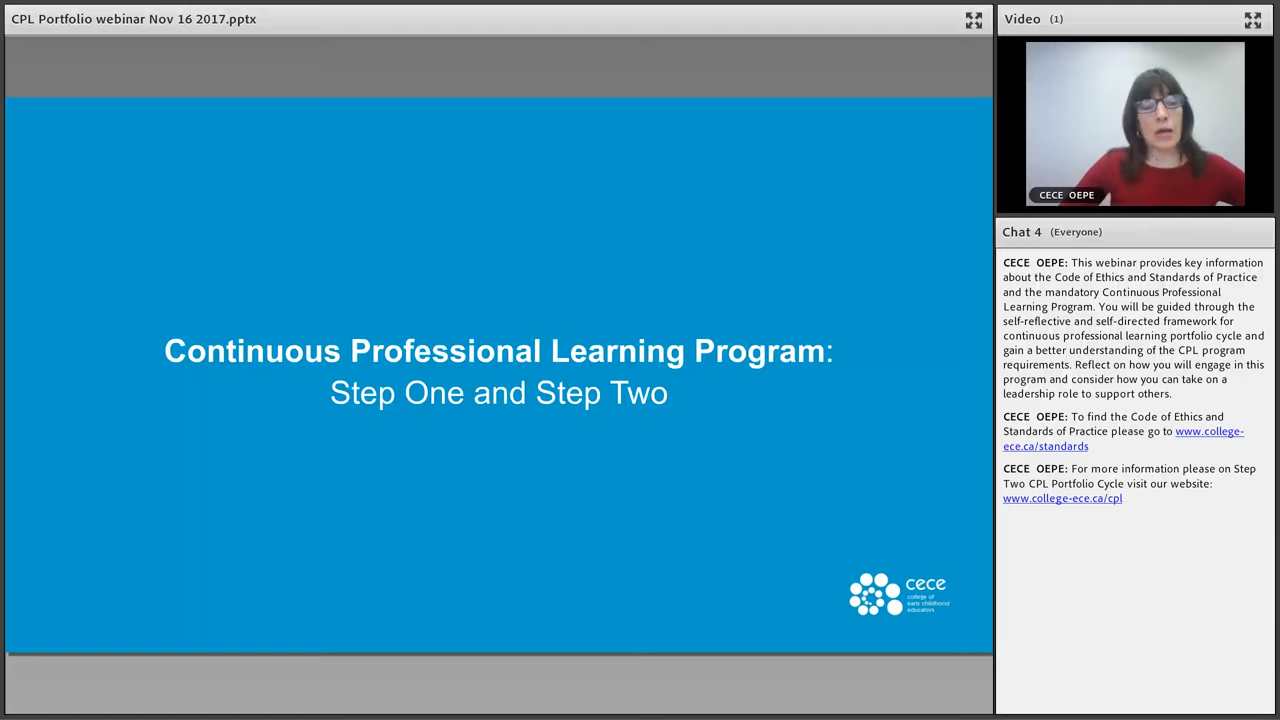 CPL Portfolio webinar Nov 16 2017.pptx
Continuous Professional Learning Program:
Step One and Step Two
cece
college of
early childhood
educators
Video (1)
CECE OEPE
Chat 4 (Everyone)
CECE OEPE: This webinar provides key information
about the Code of Ethics and Standards of Practice
and the mandatory Continuous Professional
Learning Program. You will be guided through the
self-reflective and self-directed framework for
continuous professional learning portfolio cycle and
gain a better understanding of the CPL program
requirements. Reflect on how you will engage in this
program and consider how you can take on a
leadership role to support others.
CECE OEPE: To find the Code of Ethics and
Standards of Practice please go to www.college-
ece.ca/standards
CECE OEPE: For more information please on Step
Two CPL Portfolio Cycle visit our website:
www.college-ece.ca/cpl